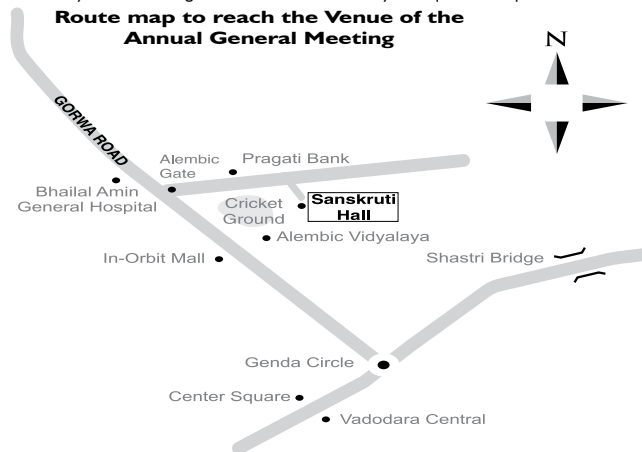 Route map to reach the Venue of the
Annual General Meeting
N
GORWA ROAD
Alembic
Gate
Pragati Bank
Bhailal Amin
General Hospital
Cricket
Ground
Sanskruti
Hall
Alembic Vidyalaya
In-Orbit Mall
Shastri Bridge
Genda Circle
Center Square
Vadodara Central